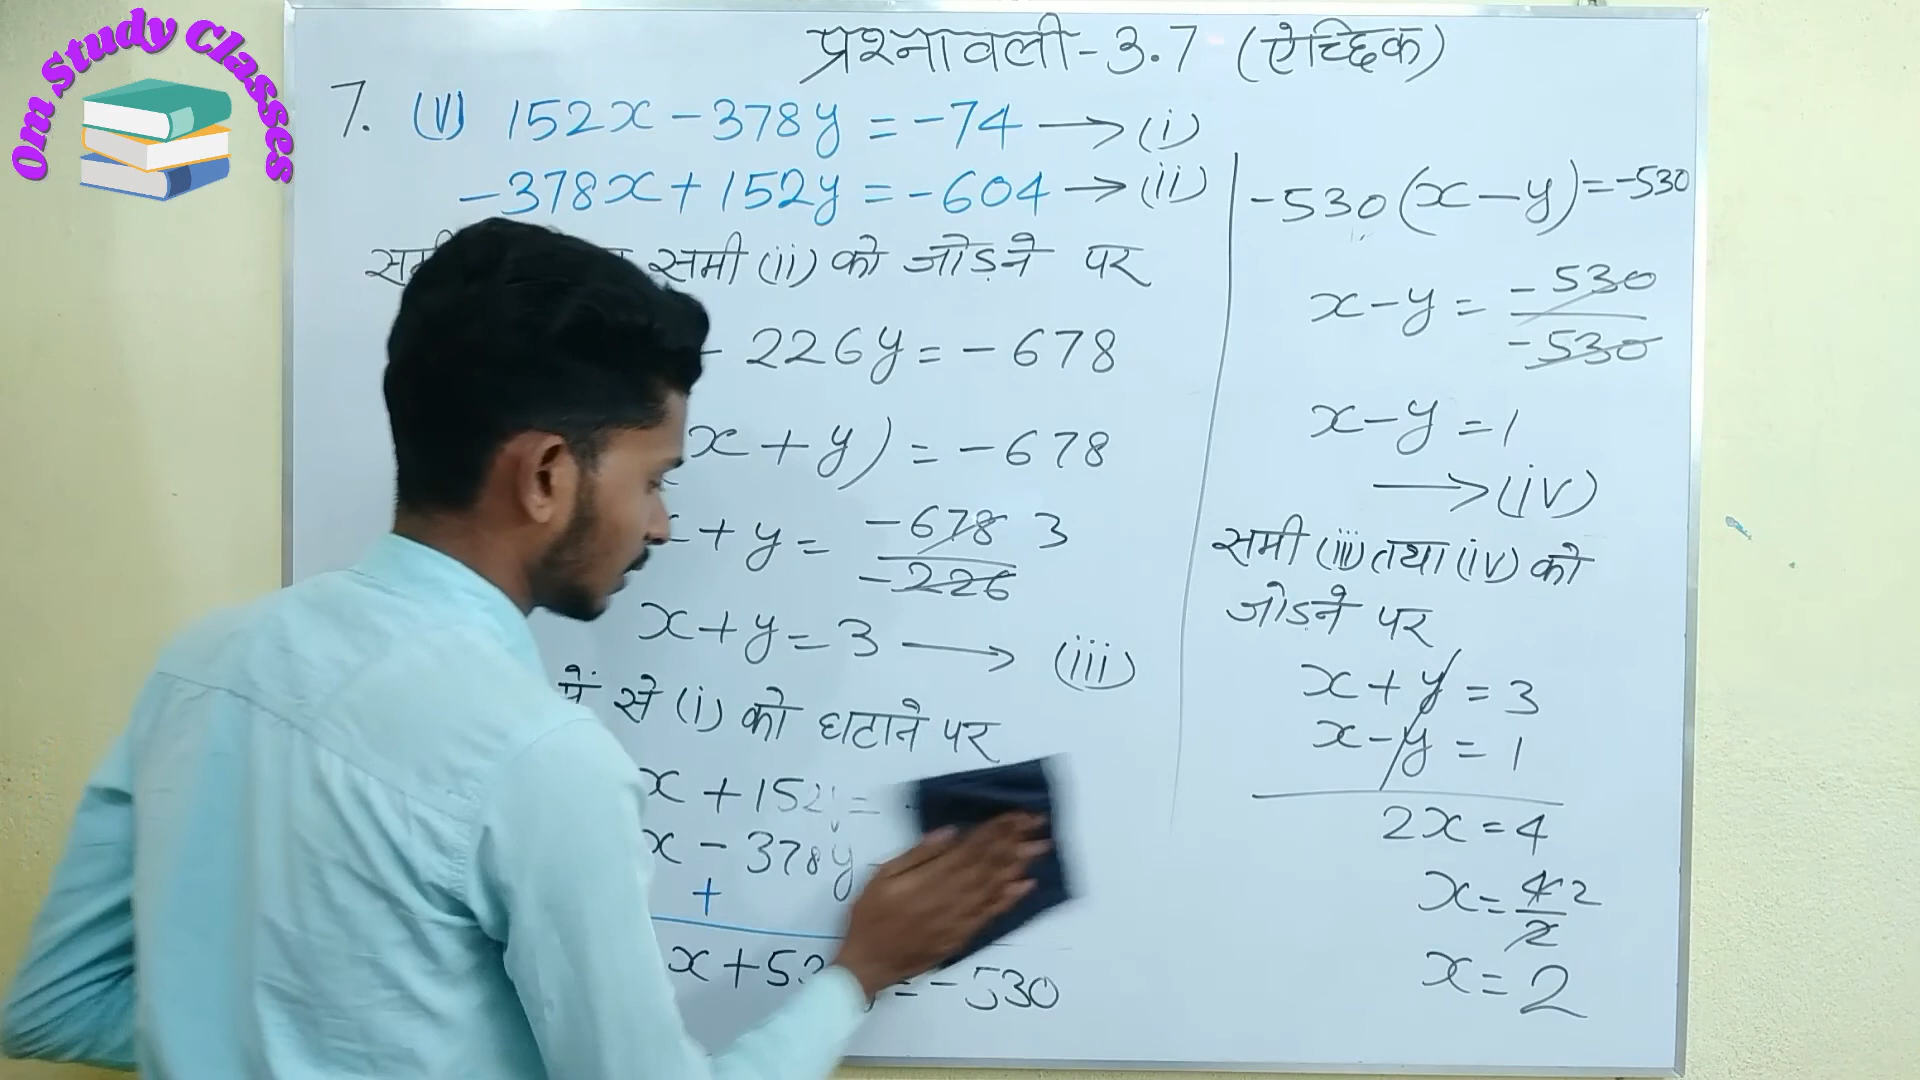 Om Study Classes
प्रश्नावली-3.7 (ऐच्छिक)
7. (V) 152x - 378y = -74 → (i)
-378x + 152y = -604 → (ii)
समी (ii) को जोड़ने पर
- 226y = -678
x + y) = -678
x + y = -678 3
-226
x + y = 3 → (iii)
में से (i) को घटाने पर
x + 152y =
x - 378y
+
x + 53 = -530
-530(x - y) = -530
x - y = -530
-530
x - y = 1
→ (iv)
समी (iii) तथा (iv) को
जोड़ने पर
x + y = 3
x - y = 1
2x = 4
x = 4 2
2
x = 2